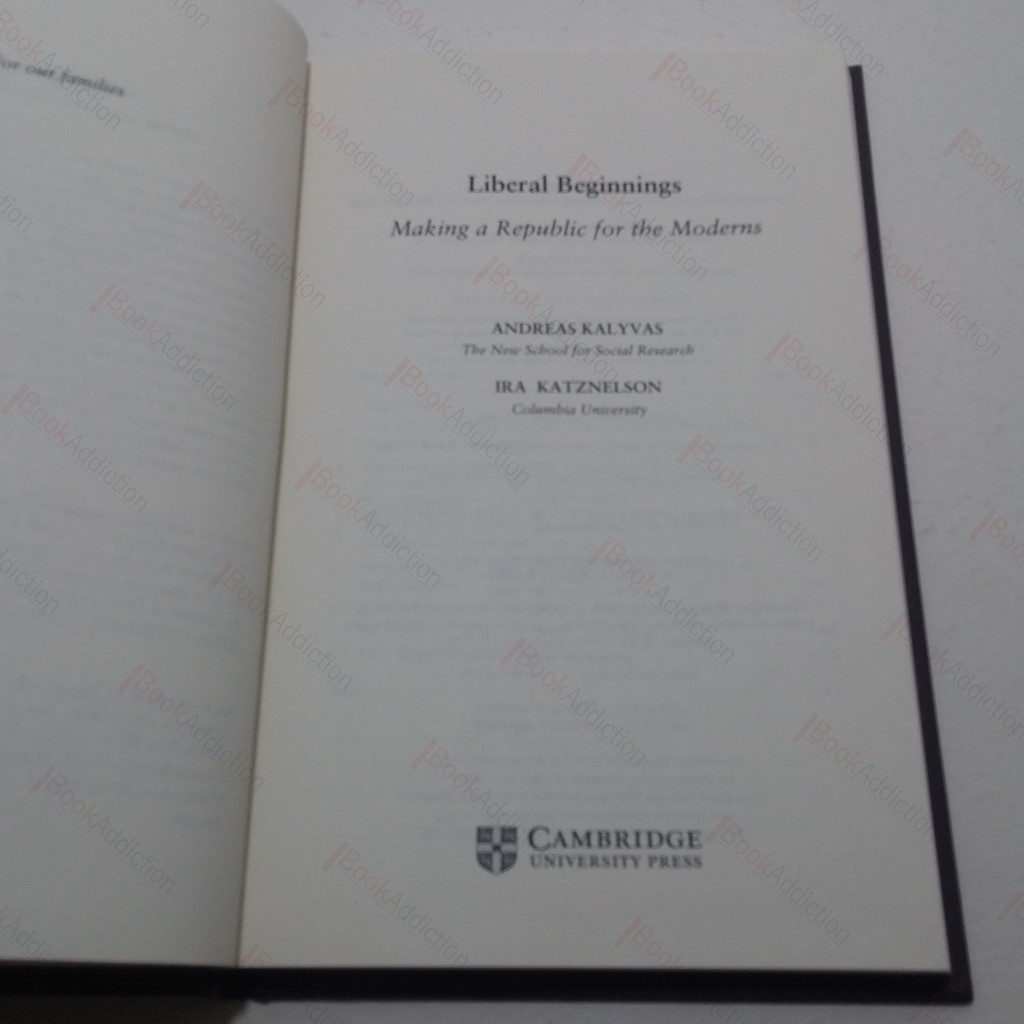 For our families
Liberal Beginnings
Making a Republic for the Moderns
ANDREAS KALYVAS
The New School for Social Research
IRA KATZNELSON
Columbia University
CAMBRIDGE
UNIVERSITY PRESS
BookAddiction